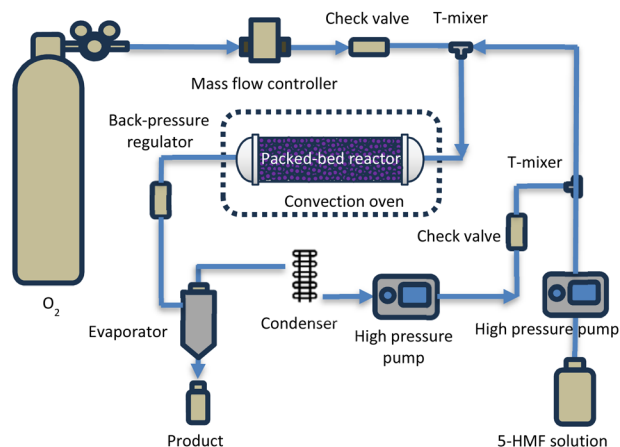 Check valve
T-mixer
Mass flow controller
Back-pressure
regulator
Packed-bed reactor
Convection oven
T-mixer
Check valve
O₂
Evaporator
Condenser
High pressure
pump
High pressure pump
Product
5-HMF solution